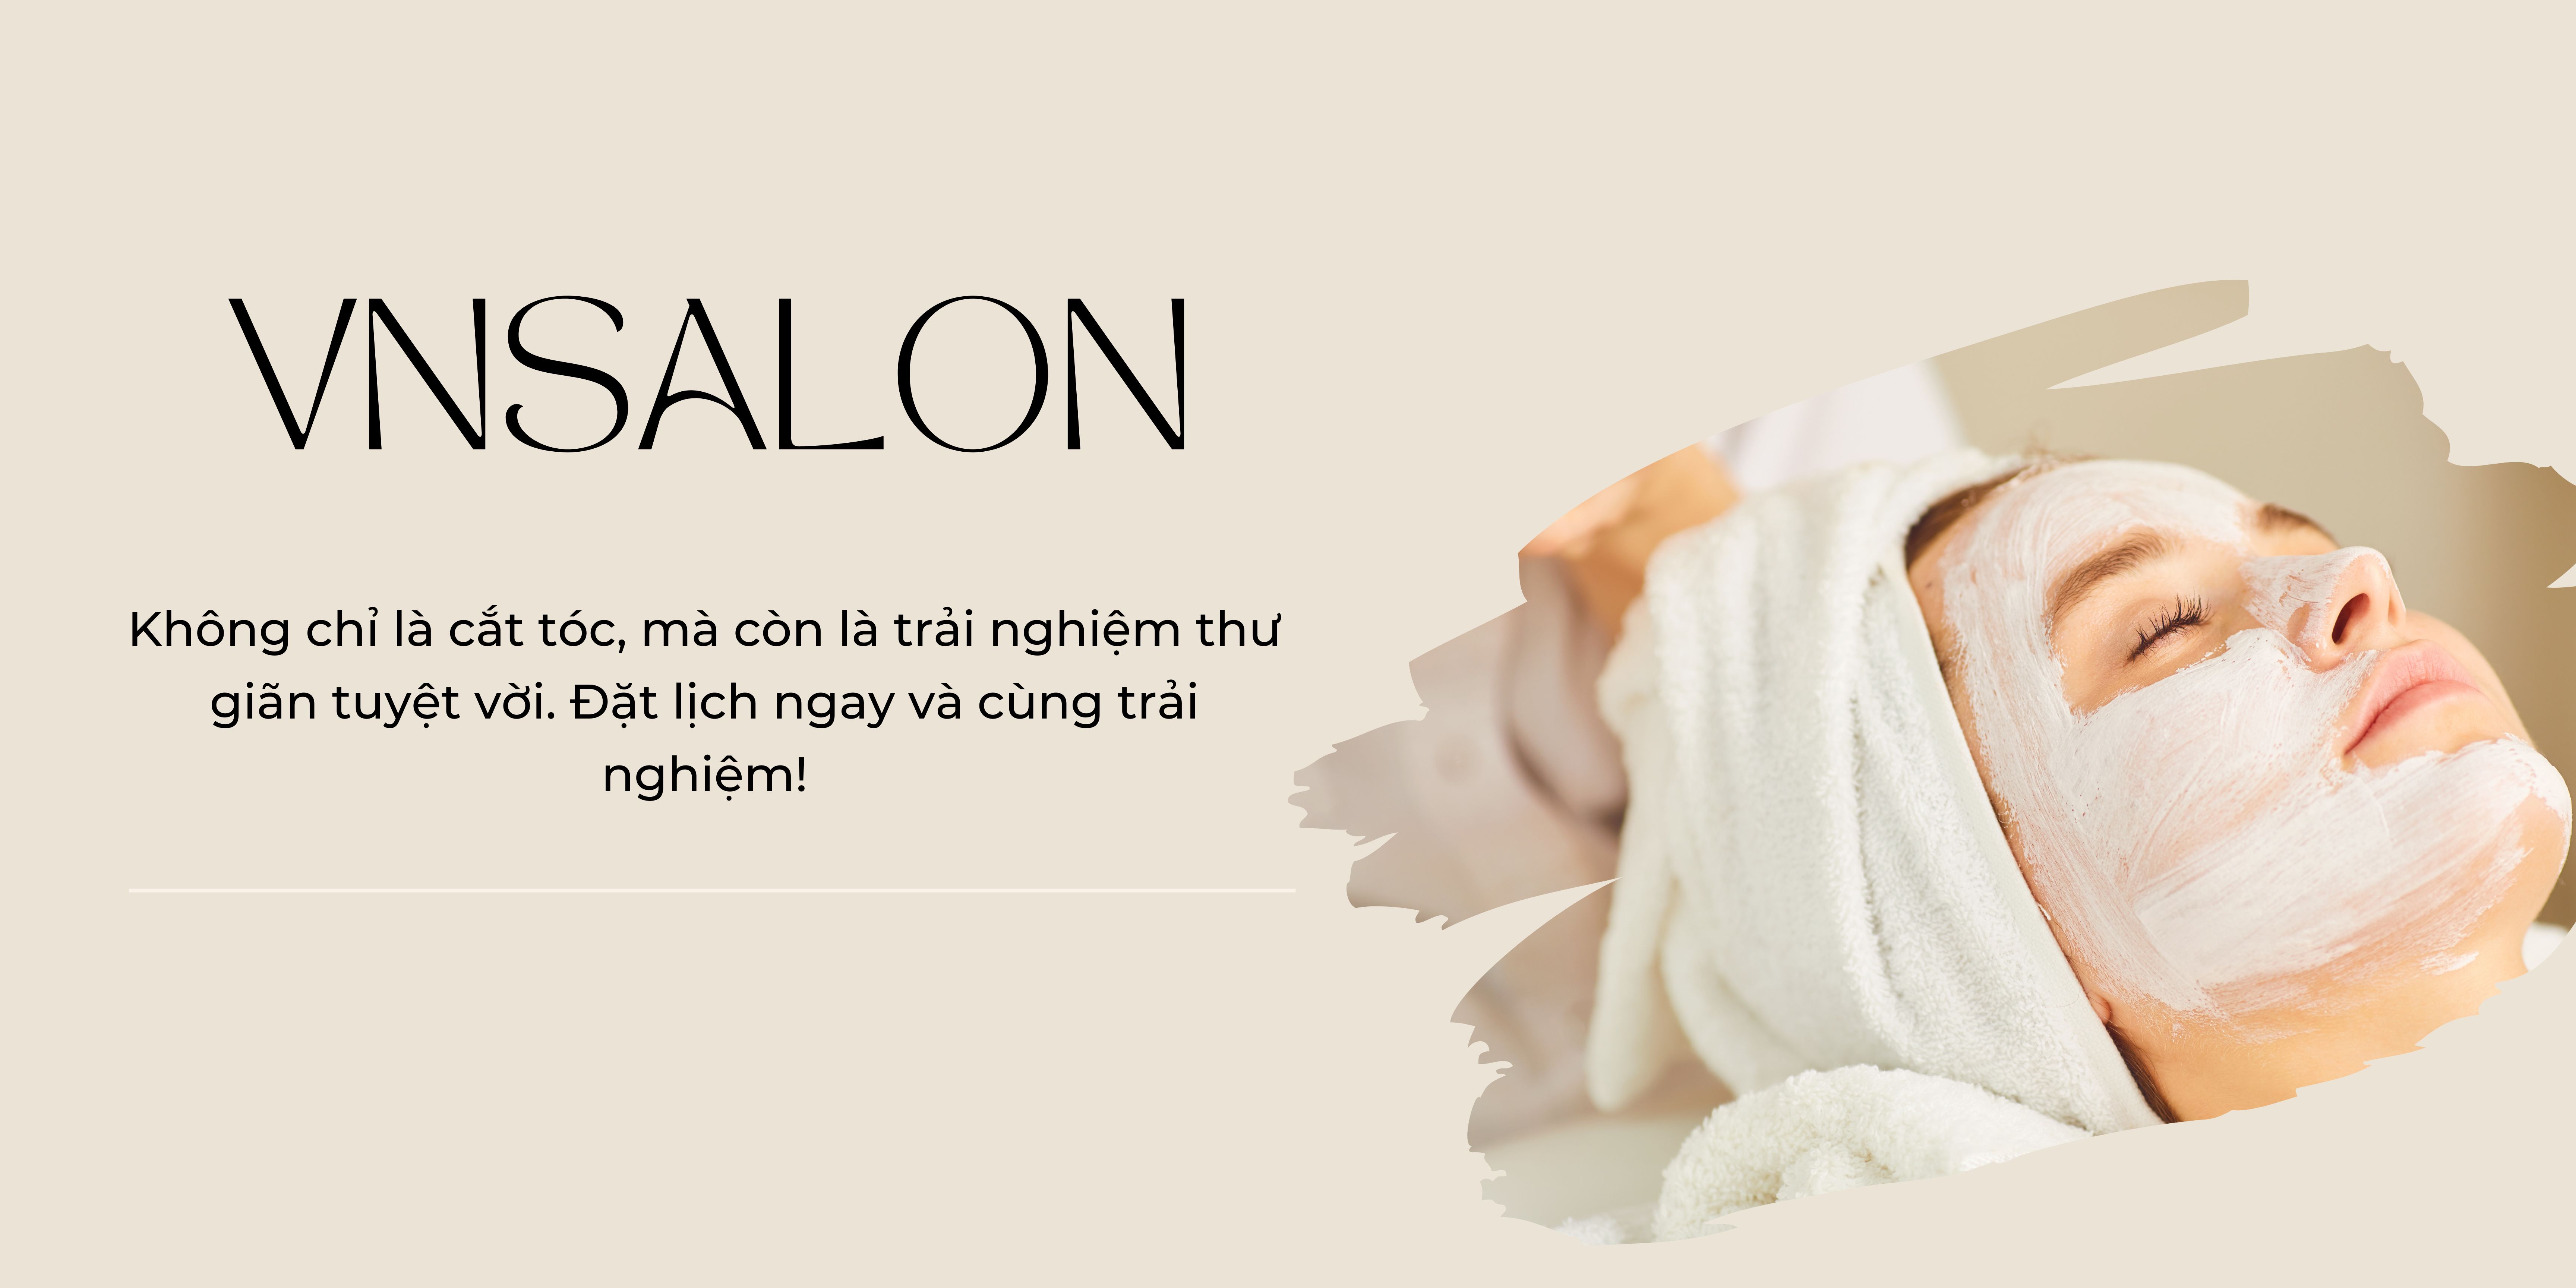 VNSALON
Không chỉ là cắt tóc, mà còn là trải nghiệm thư
giãn tuyệt vời. Đặt lịch ngay và cùng trải
nghiệm!